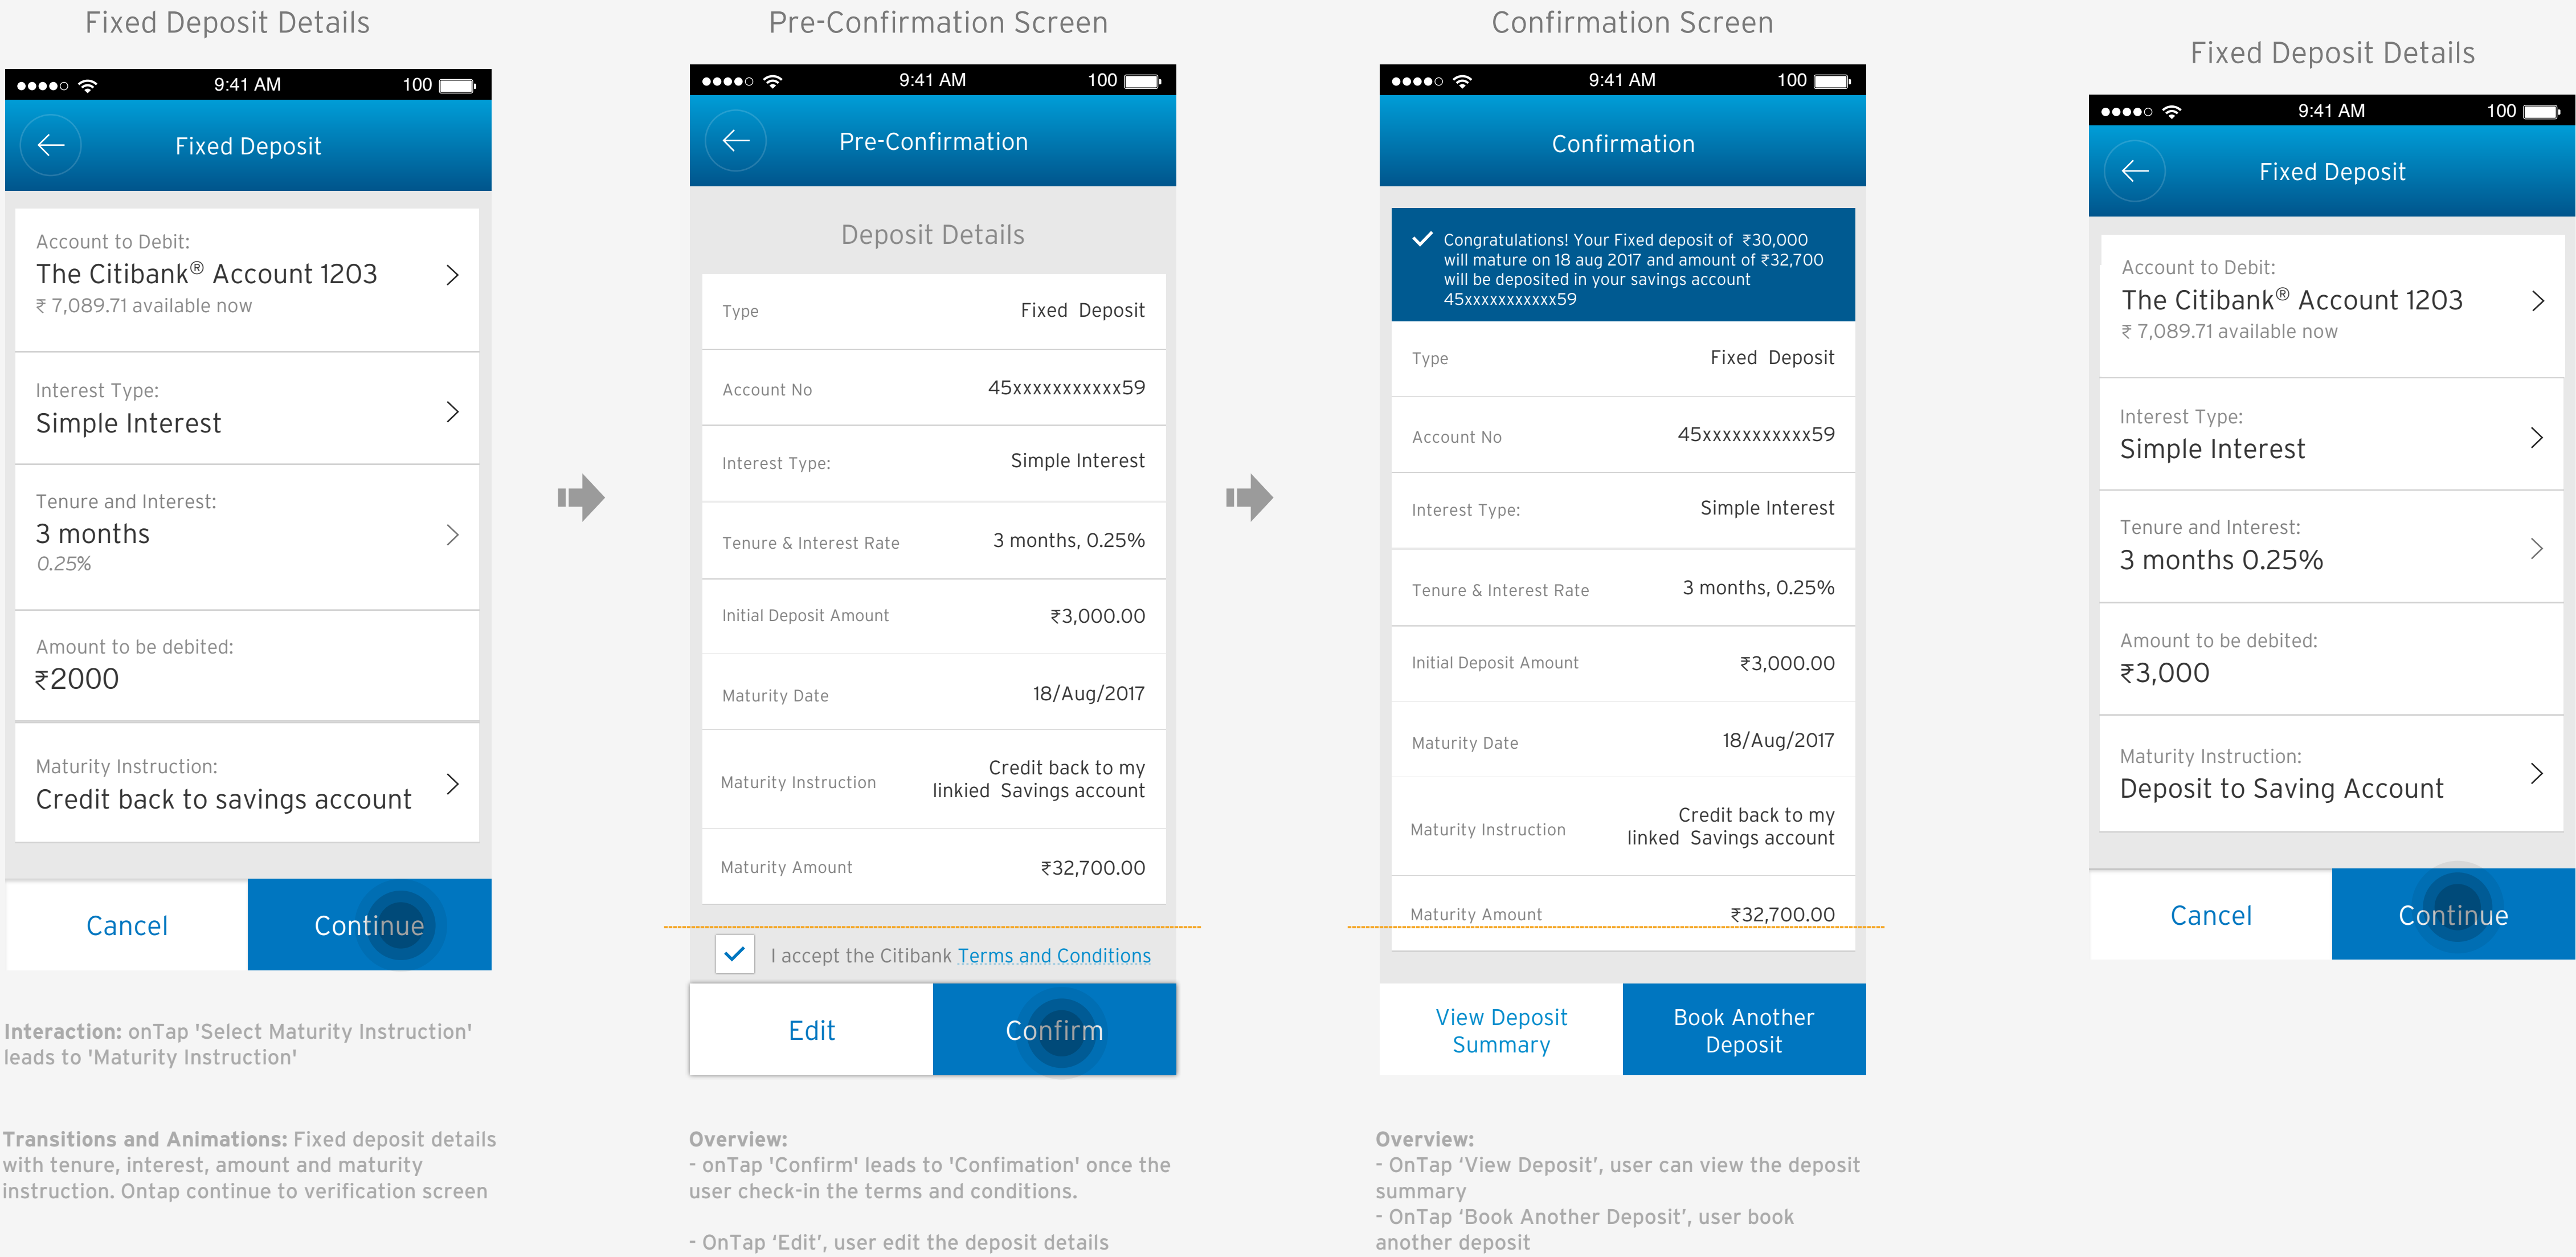 Fixed Deposit Details
9:41 AM
100
Fixed Deposit
Account to Debit:
The Citibank® Account 1203
₹ 7,089.71 available now
Interest Type:
Simple Interest
Tenure and Interest:
3 months
0.25%
Amount to be debited:
₹2000
Maturity Instruction:
Credit back to savings account
Cancel
Continue
Interaction: onTap 'Select Maturity Instruction'
leads to 'Maturity Instruction'
Transitions and Animations: Fixed deposit details
with tenure, interest, amount and maturity
instruction. Ontap continue to verification screen
Pre-Confirmation Screen
9:41 AM
100
Pre-Confirmation
Deposit Details
Type
Fixed Deposit
Account No
45xxxxxxxxxxx59
Interest Type:
Simple Interest
Tenure & Interest Rate
3 months, 0.25%
Initial Deposit Amount
₹3,000.00
Maturity Date
18/Aug/2017
Maturity Instruction
Credit back to my
linkied Savings account
Maturity Amount
₹32,700.00
I accept the Citibank Terms and Conditions
Edit
Confirm
Overview:
- onTap 'Confirm' leads to 'Confimation' once the
user check-in the terms and conditions.
- OnTap ‘Edit’, user edit the deposit details
Confirmation Screen
9:41 AM
100
Confirmation
Congratulations! Your Fixed deposit of ₹30,000
will mature on 18 aug 2017 and amount of ₹32,700
will be deposited in your savings account
45xxxxxxxxxxx59
Type
Fixed Deposit
Account No
45xxxxxxxxxxx59
Interest Type:
Simple Interest
Tenure & Interest Rate
3 months, 0.25%
Initial Deposit Amount
₹3,000.00
Maturity Date
18/Aug/2017
Maturity Instruction
Credit back to my
linked Savings account
Maturity Amount
₹32,700.00
View Deposit
Summary
Book Another
Deposit
Overview:
- OnTap ‘View Deposit’, user can view the deposit
summary
- OnTap ‘Book Another Deposit’, user book
another deposit
Fixed Deposit Details
9:41 AM
100
Fixed Deposit
Account to Debit:
The Citibank® Account 1203
₹ 7,089.71 available now
Interest Type:
Simple Interest
Tenure and Interest:
3 months 0.25%
Amount to be debited:
₹3,000
Maturity Instruction:
Deposit to Saving Account
Cancel
Continue